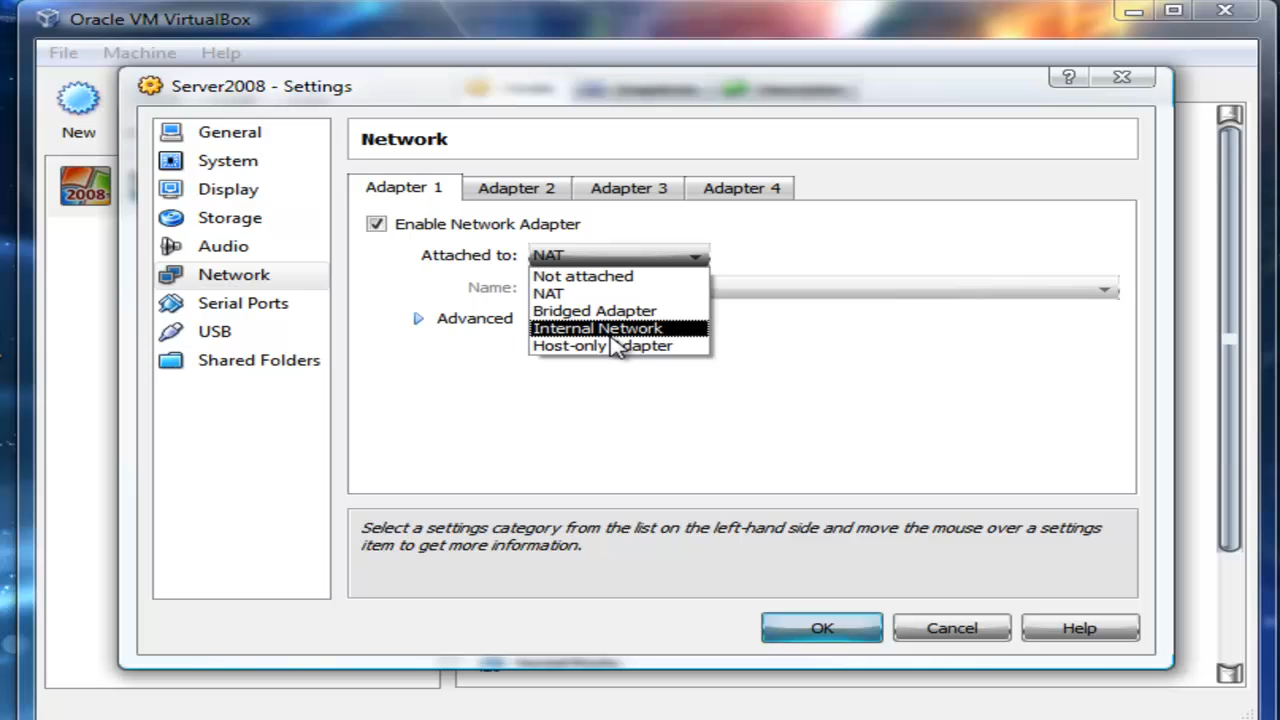 Oracle VM VirtualBox
File Machine Help
Server2008 - Settings
New
2008
General
System
Display
Storage
Audio
Network
Serial Ports
USB
Shared Folders
Network
Adapter 1 Adapter 2 Adapter 3 Adapter 4
Enable Network Adapter
Attached to: NAT
Not attached
NAT
Bridged Adapter
Internal Network
Host-only Adapter
Name:
Advanced
Select a settings category from the list on the left-hand side and move the mouse over a settings
item to get more information.
OK Cancel Help